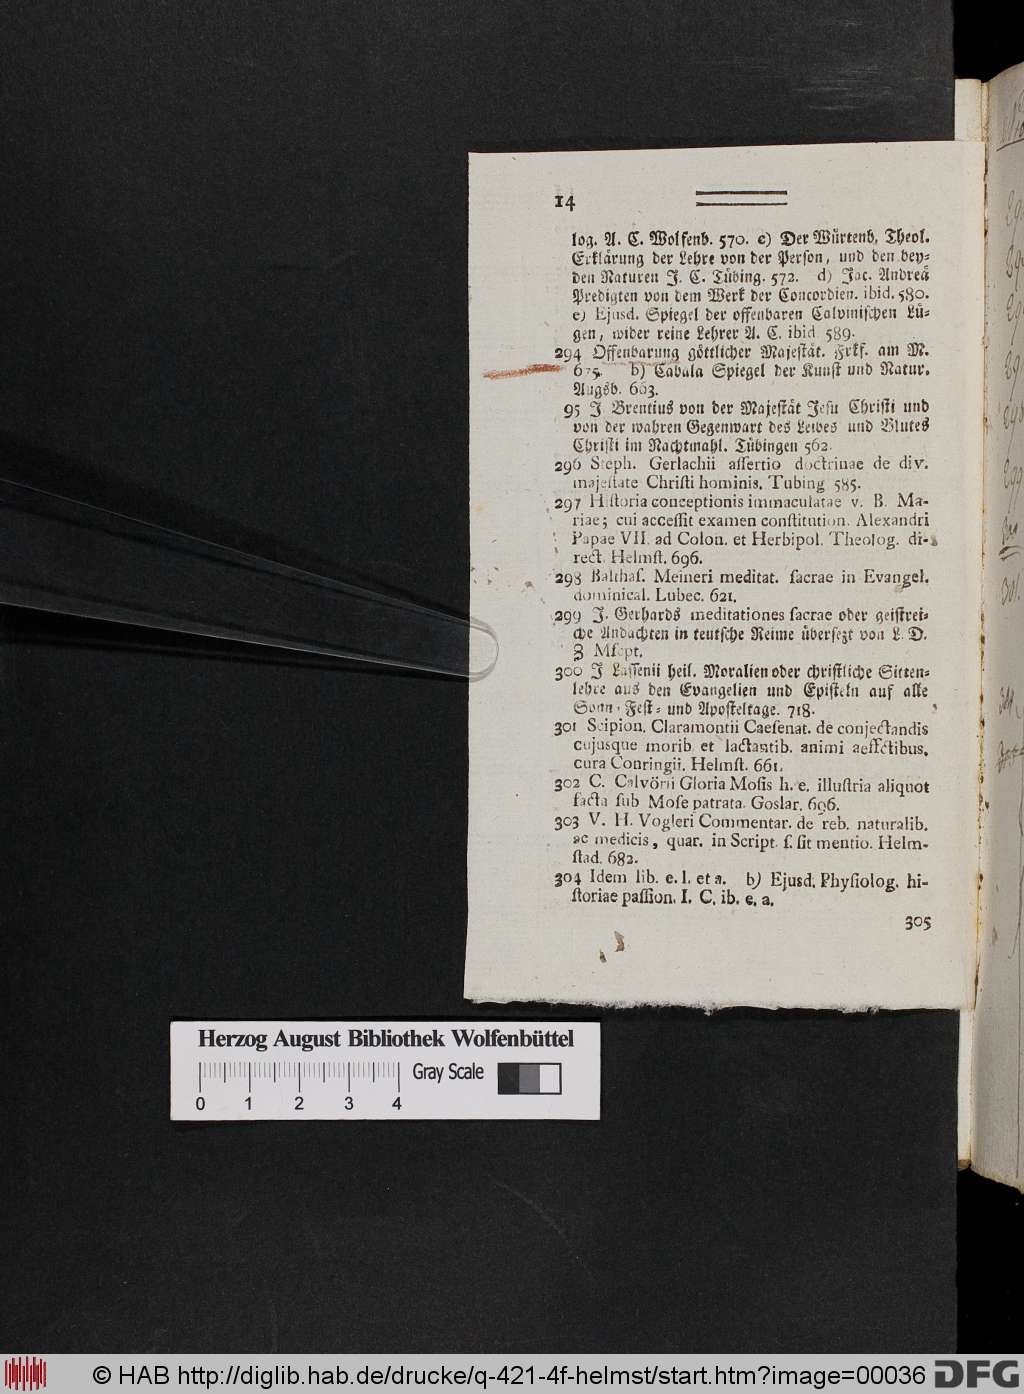 14
log. A. C. Wolfenb. 570. c) Der Würtenb. Theol.
Erklärung der Lehre von der Person, und den bey⸗
den Naturen J. C. Tübing. 572. d) Jac. Andreä
Predigten von dem Werk der Concordien. ibid. 580.
e) Ejusd. Spiegel der offenbaren Calvinischen Lü⸗
gen, wider reine Lehrer A. C. ibid 589.
294 Offenbarung göttlicher Majestät. Frkf. am M.
675. b) Cabala Spiegel der Kunst und Natur.
Augsb. 663.
95 J Brentius von der Majestät Jesu Christi und
von der wahren Gegenwart des Leibes und Blutes
Christi im Nachtmahl. Tübingen 562.
296 Steph. Gerlachii assertio doctrinae de div.
majestate Christi hominis. Tubing 585.
297 Historia conceptionis immaculatae v. B. Ma-
riae; cui accessit examen constitution. Alexandri
Papae VII. ad Colon. et Herbipol. Theolog. di-
rect. Helmst. 696.
298 Balthas. Meineri meditat. sacrae in Evangel.
dominical. Lubec. 621.
299 J. Gerhards meditationes sacrae oder geistrei⸗
che Andachten in teutsche Reime übersezt von L. D.
Z Mscpt.
300 J Lassenii heil. Moralien oder christliche Sitten⸗
lehre aus den Evangelien und Episteln auf alle
Sonn⸗ Fest⸗ und Aposteltage. 718.
301 Scipion. Claramontii Caesenat. de conjectandis
cujusque morib et lactantib. animi aeffctibus.
cura Conringii. Helmst. 661.
302 C. Calvörii Gloria Mosis h. e. illustria aliquot
facta sub Mose patrata. Goslar. 696.
303 V. H. Vogleri Commentar. de reb. naturalib.
ac medicis, quar. in Script. s. fit mentio. Helm-
stad. 682.
304 Idem lib. e. l. et a. b) Ejusd. Physiolog. hi-
storiae passion. I. C. ib. e. a.
305
Herzog August Bibliothek Wolfenbüttel
Gray Scale
0 1 2 3 4
© HAB http://diglib.hab.de/drucke/q-421-4f-helmst/start.htm?image=00036 DFG